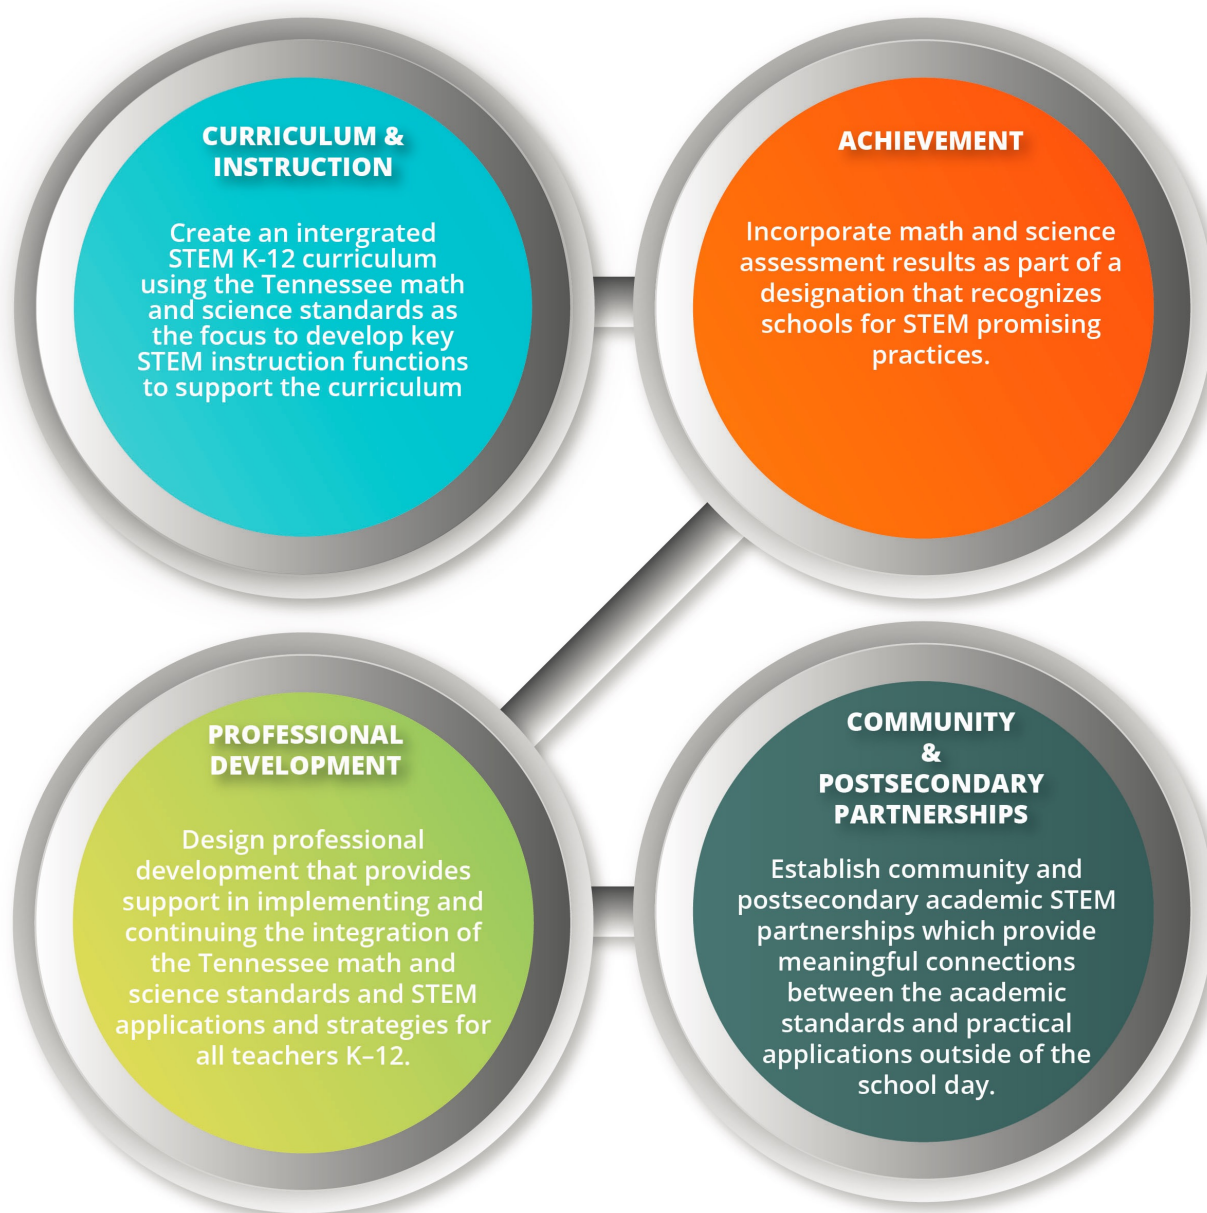 CURRICULUM &
INSTRUCTION
Create an intergrated
STEM K-12 curriculum
using the Tennessee math
and science standards as
the focus to develop key
STEM instruction functions
to support the curriculum
ACHIEVEMENT
Incorporate math and science
assessment results as part of a
designation that recognizes
schools for STEM promising
practices.
PROFESSIONAL
DEVELOPMENT
Design professional
development that provides
support in implementing and
continuing the integration of
the Tennessee math and
science standards and STEM
applications and strategies for
all teachers K–12.
COMMUNITY
&
POSTSECONDARY
PARTNERSHIPS
Establish community and
postsecondary academic STEM
partnerships which provide
meaningful connections
between the academic
standards and practical
applications outside of the
school day.